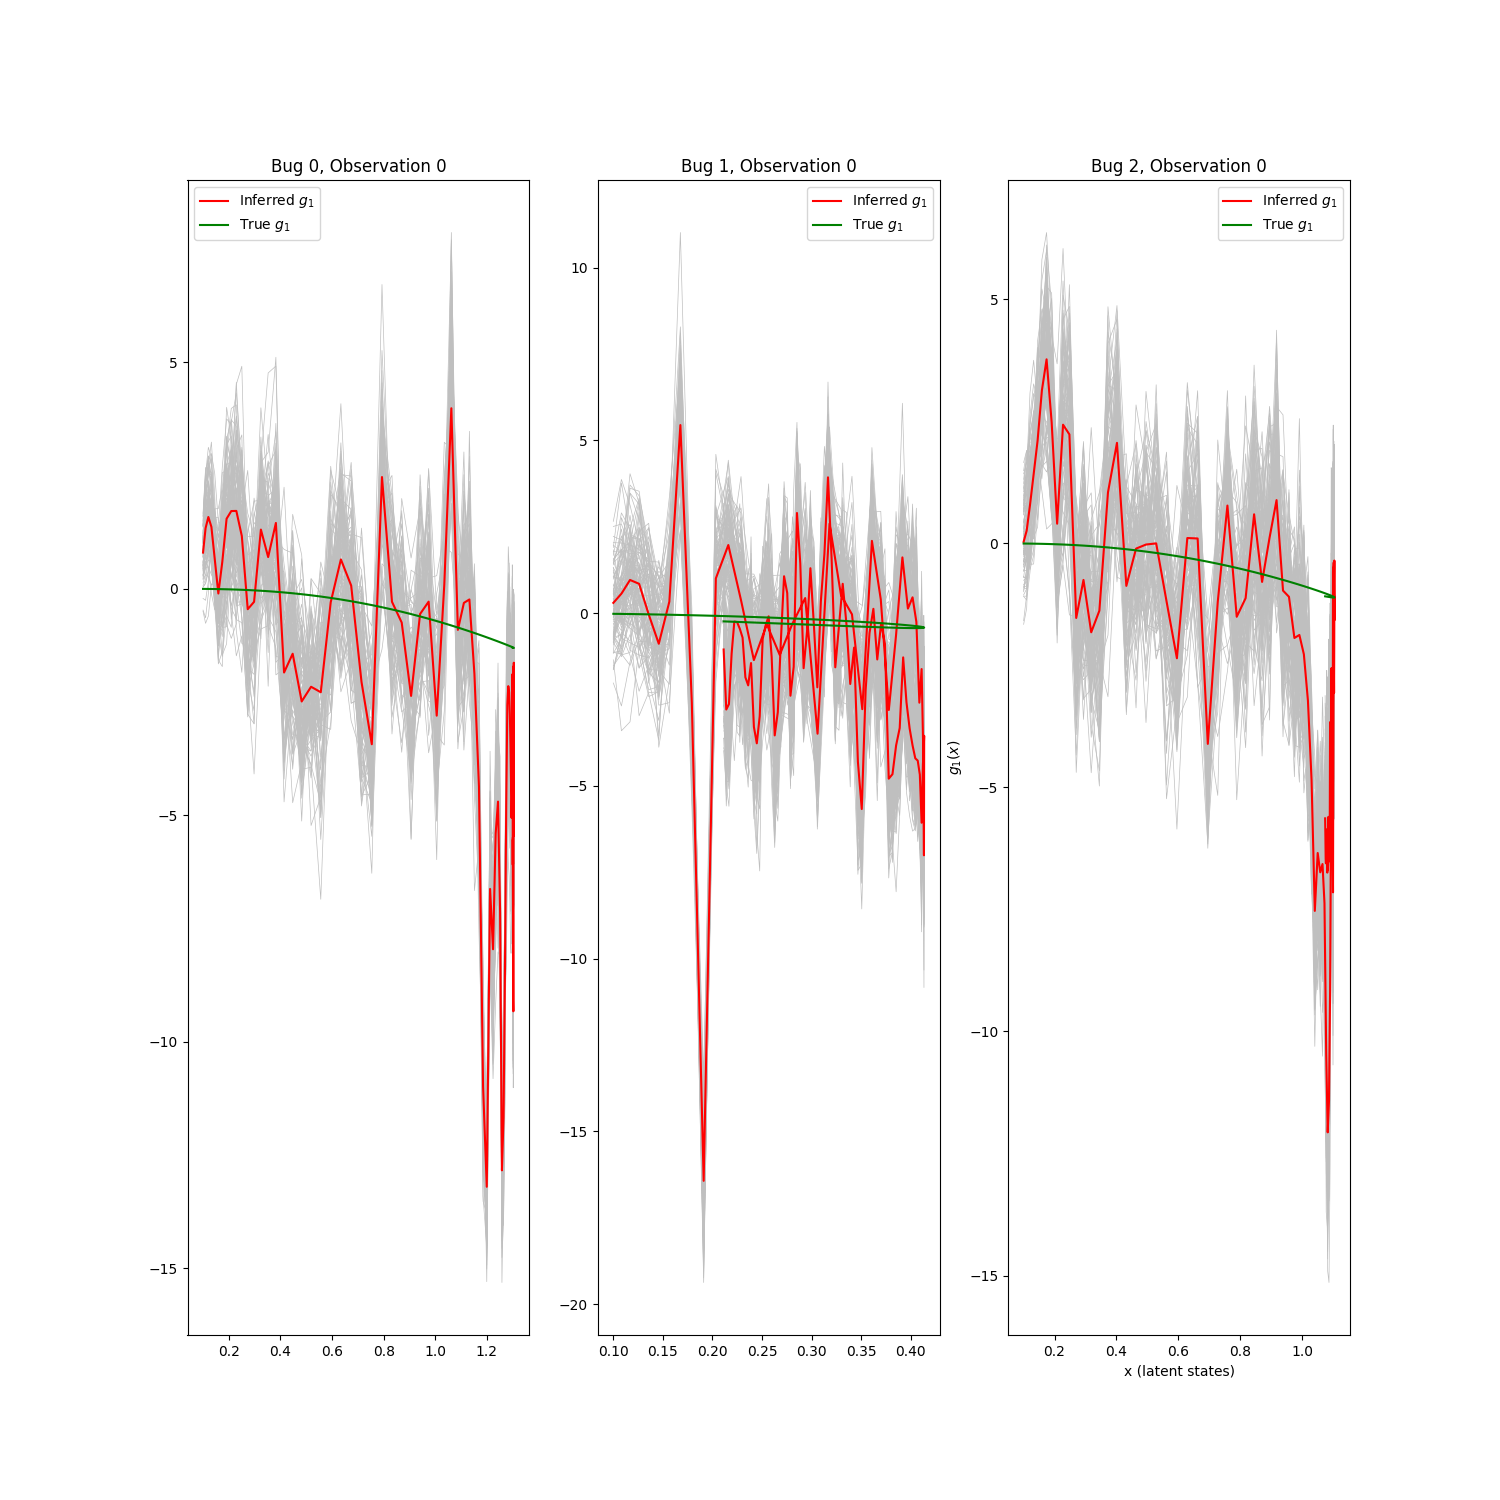 Bug 0, Observation 0
Inferred g₁
True g₁
5
0
−5
−10
−15
0.2 0.4 0.6 0.8 1.0 1.2
Bug 1, Observation 0
Inferred g₁
True g₁
10
5
0
−5
−10
−15
−20
0.10 0.15 0.20 0.25 0.30 0.35 0.40
Bug 2, Observation 0
Inferred g₁
True g₁
g₁(x)
5
0
−5
−10
−15
0.2 0.4 0.6 0.8 1.0
x (latent states)